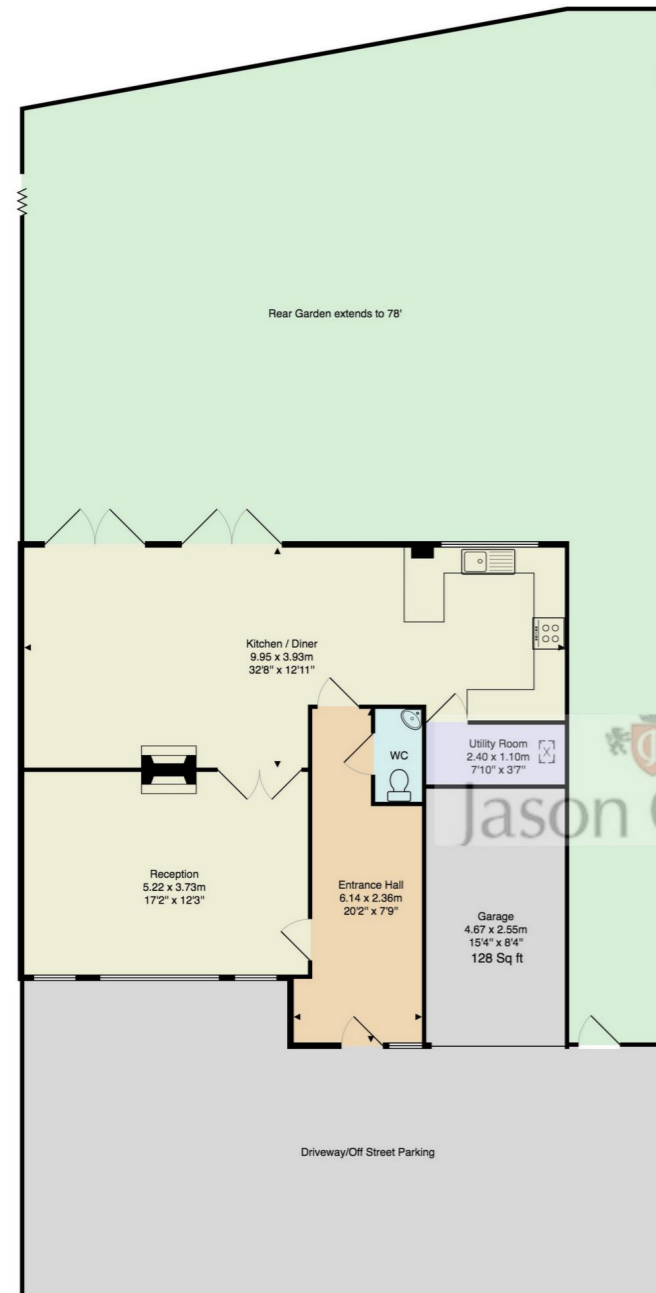 Rear Garden extends to 78'
Kitchen / Diner
9.95 x 3.93m
32'8" x 12'11"
WC
Utility Room
2.40 x 1.10m
7'10" x 3'7"
Jason
Reception
5.22 x 3.73m
17'2" x 12'3"
Entrance Hall
6.14 x 2.36m
20'2" x 7'9"
Garage
4.67 x 2.55m
15'4" x 8'4"
128 Sq ft
Driveway/Off Street Parking